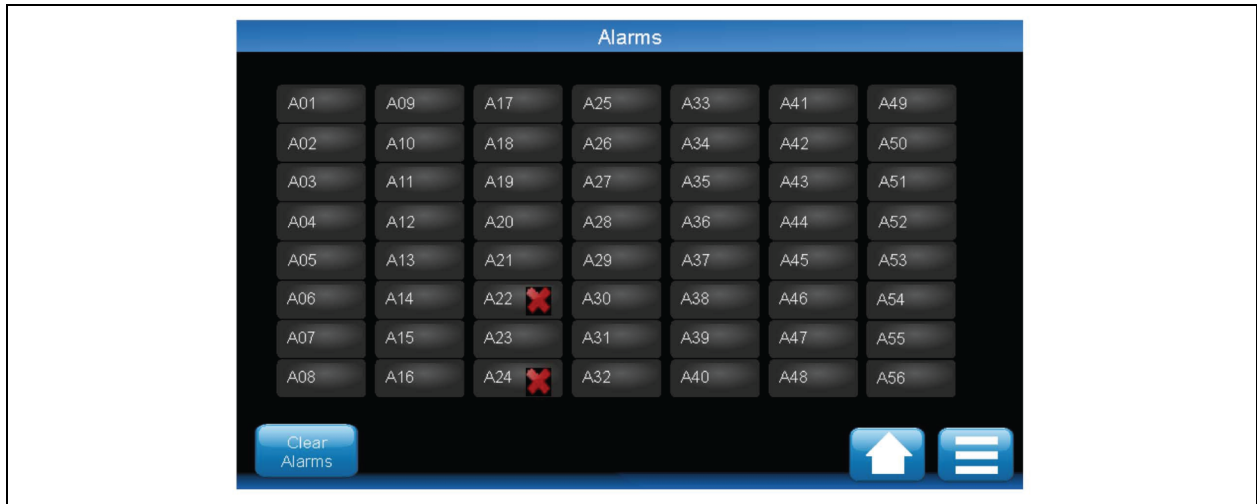 Alarms
A01 A09 A17 A25 A33 A41 A49
A02 A10 A18 A26 A34 A42 A50
A03 A11 A19 A27 A35 A43 A51
A04 A12 A20 A28 A36 A44 A52
A05 A13 A21 A29 A37 A45 A53
A06 A14 A22 A30 A38 A46 A54
A07 A15 A23 A31 A39 A47 A55
A08 A16 A24 A32 A40 A48 A56
Clear
Alarms